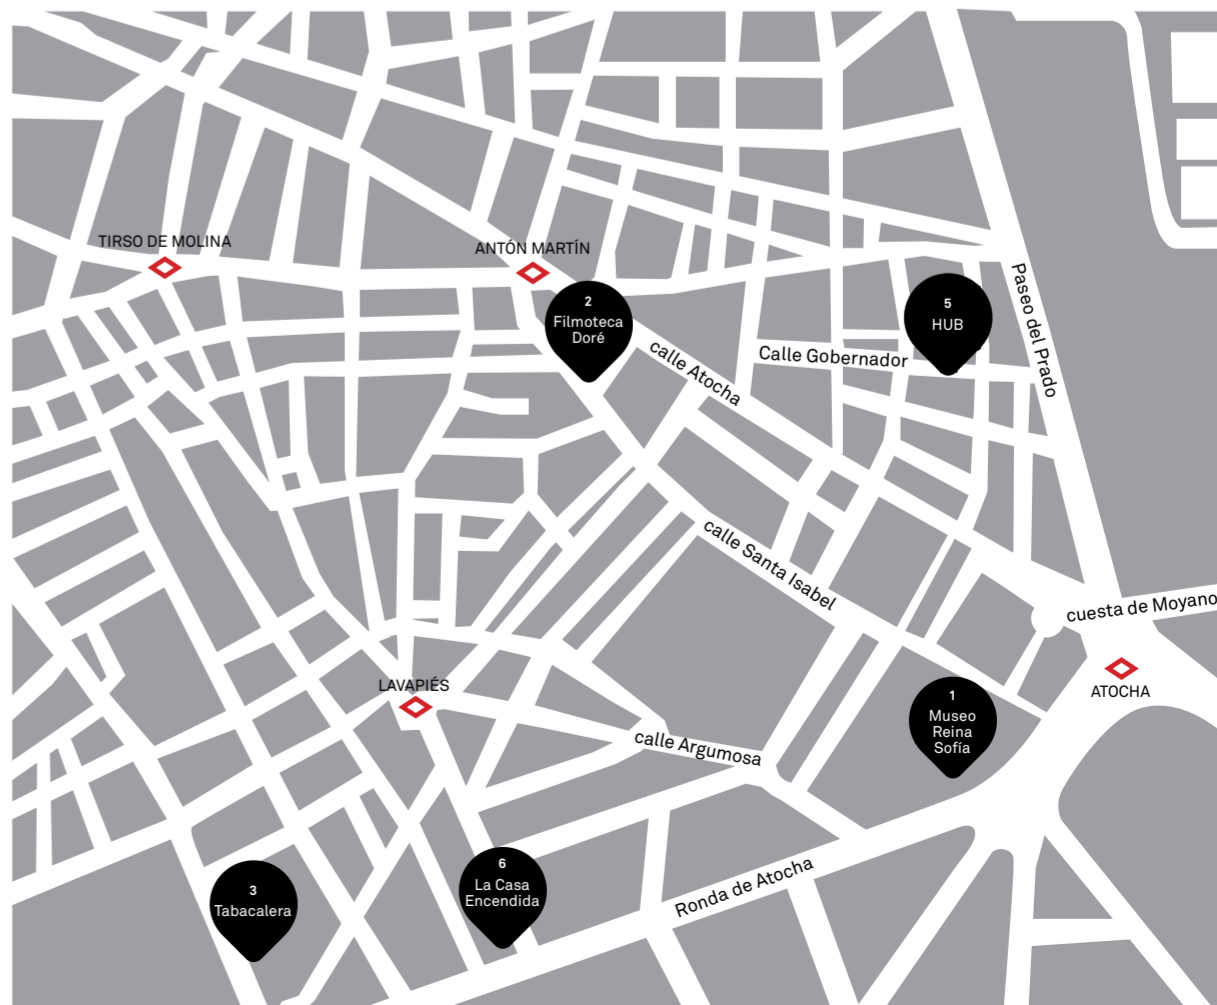 TIRSO DE MOLINA
ANTÓN MARTÍN
2
Filmoteca
Doré
5
HUB
Paseo del Prado
calle Atocha
Calle Gobernador
calle Santa Isabel
cuesta de Moyano
LAVAPIÉS
ATOCHA
1
Museo
Reina
Sofía
calle Argumosa
3
Tabacalera
6
La Casa
Encendida
Ronda de Atocha